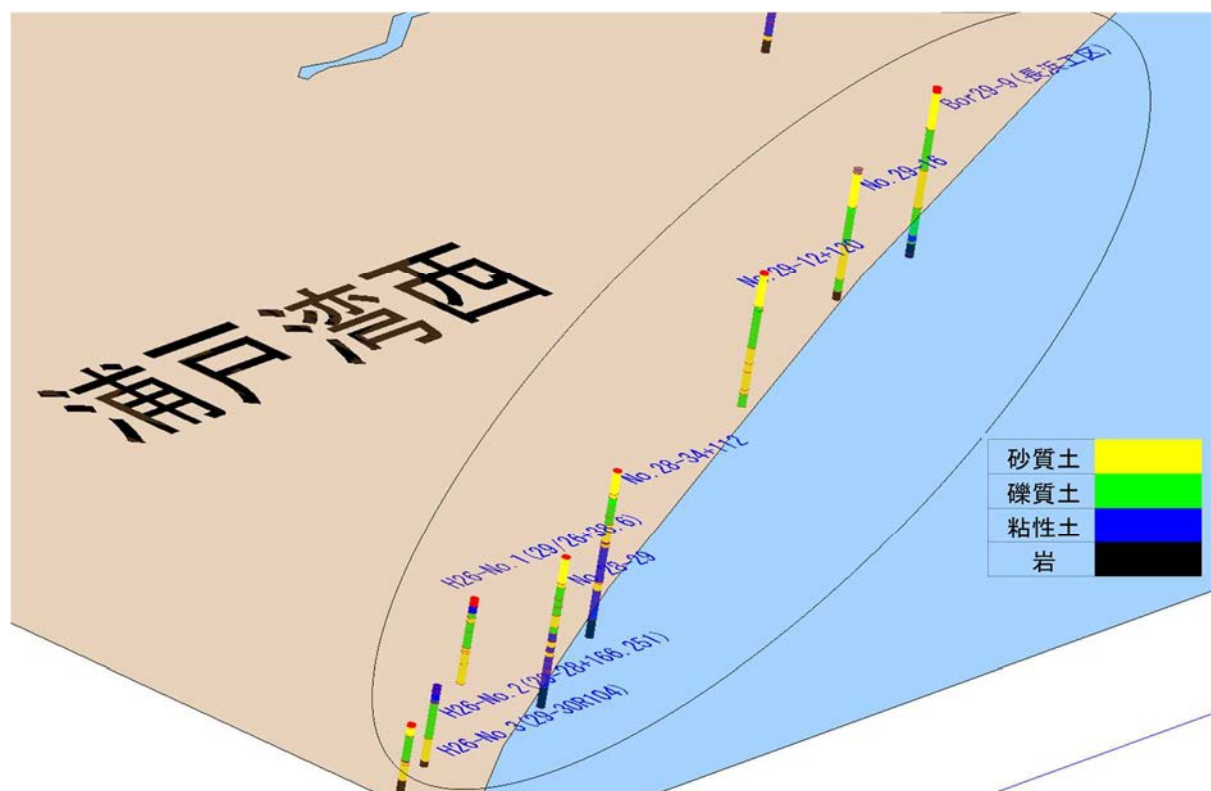 Bor29-9(長浜工区)
No.29-16
No.29-12+120
浦戸湾西
砂質土
礫質土
粘性土
岩
No.28-34+112
H26-No.1(29/26+38.6)
No.28-29
H26-No.2(28-28+166.251)
H26-No.3(29-30R104)